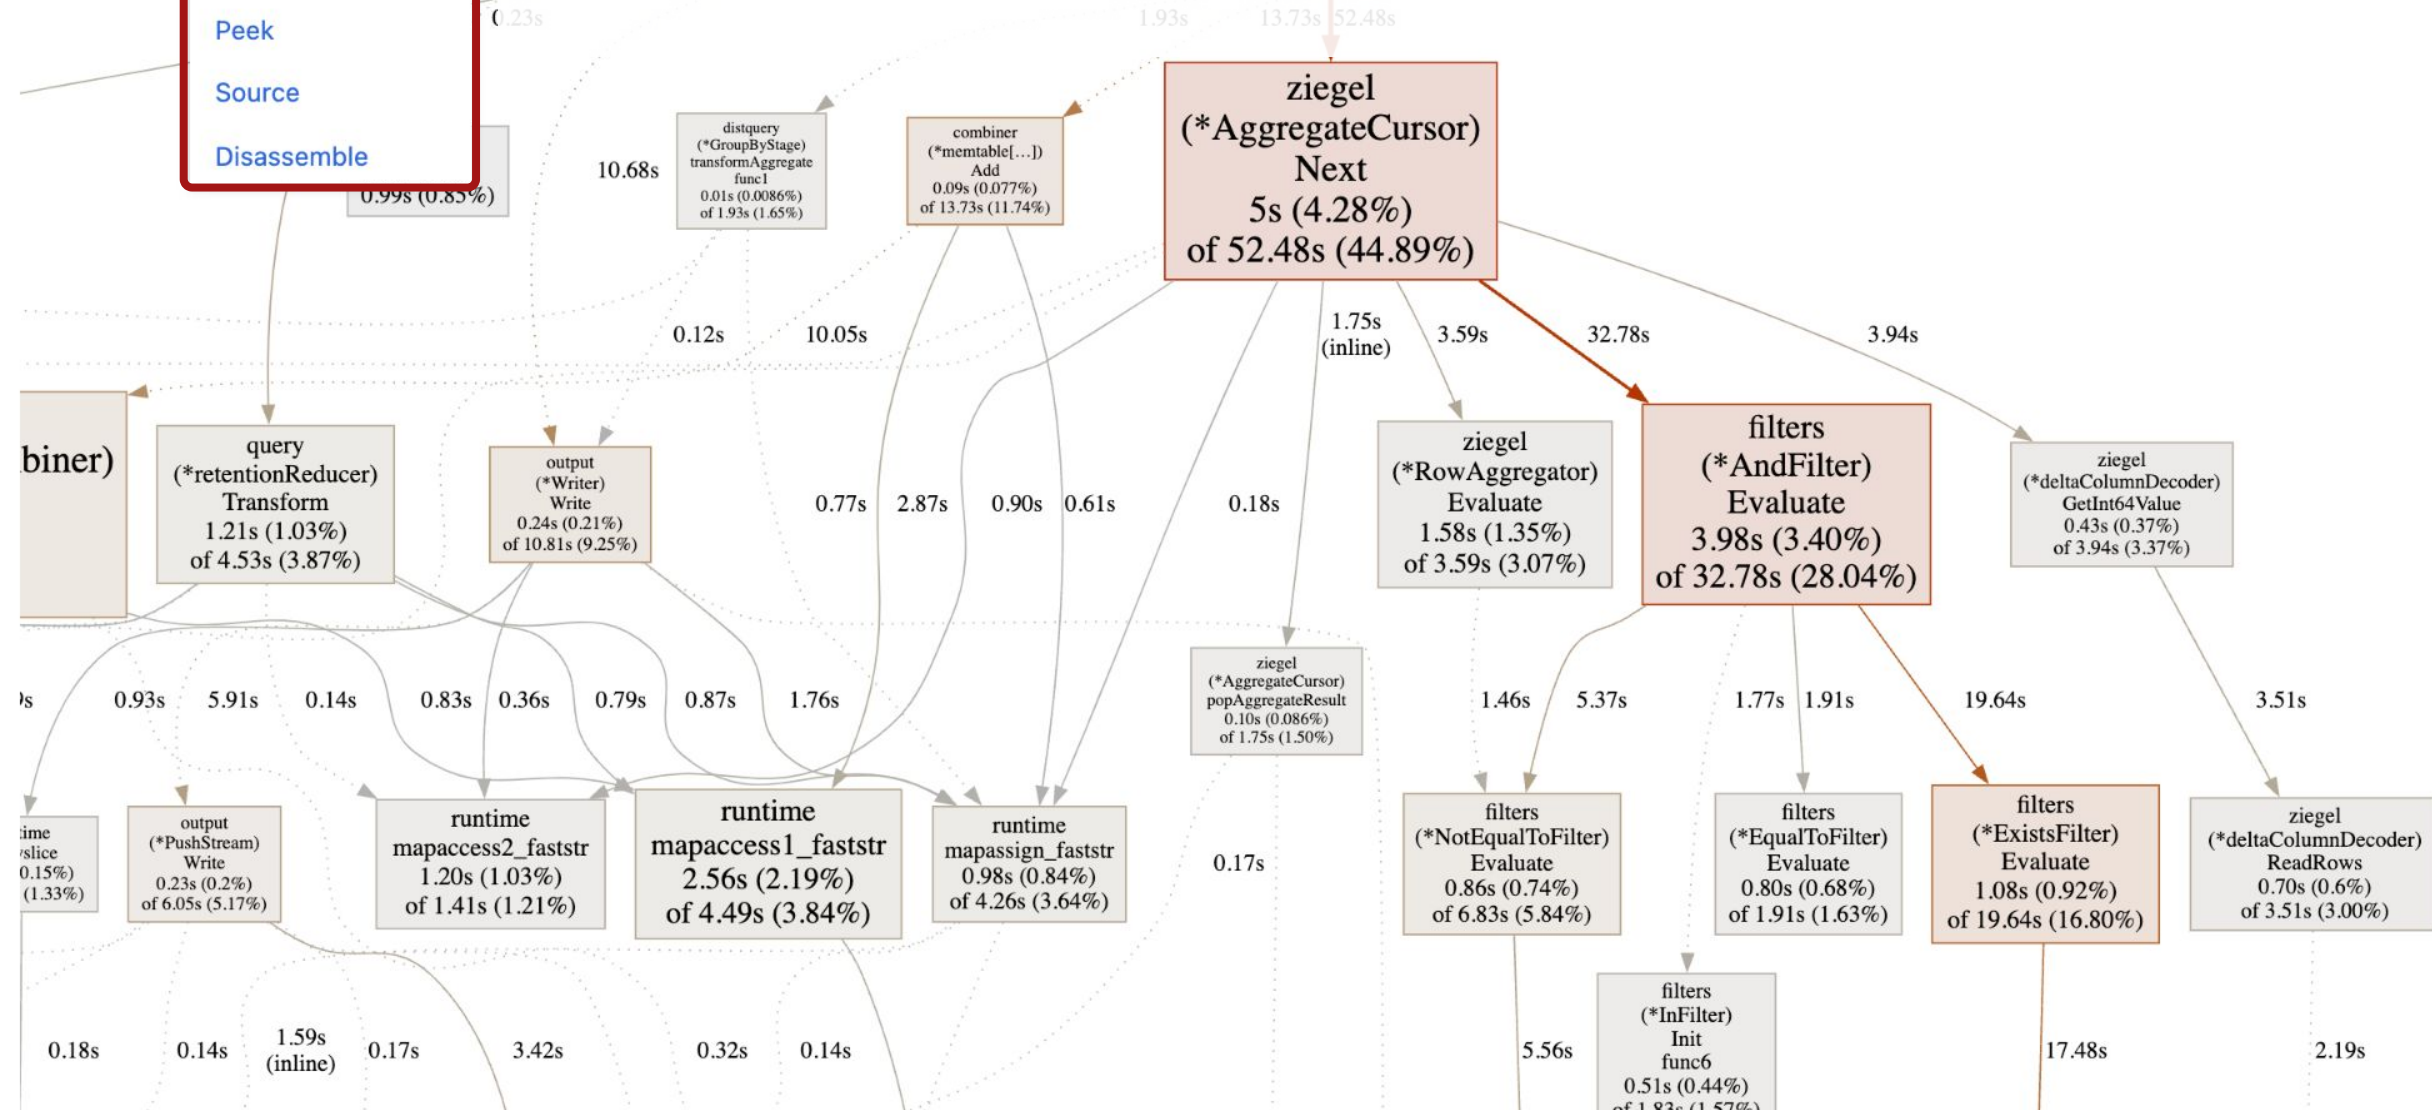 Peek
Source
Disassemble
0.99s (0.85%)
0.23s
1.93s
13.73s
52.48s
10.68s
distquery
(*GroupByStage)
transformAggregate
func1
0.01s (0.0086%)
of 1.93s (1.65%)
combiner
(*memtable[…])
Add
0.09s (0.077%)
of 13.73s (11.74%)
ziegel
(*AggregateCursor)
Next
5s (4.28%)
of 52.48s (44.89%)
0.12s
10.05s
1.75s
(inline)
3.59s
32.78s
3.94s
biner)
query
(*retentionReducer)
Transform
1.21s (1.03%)
of 4.53s (3.87%)
output
(*Writer)
Write
0.24s (0.21%)
of 10.81s (9.25%)
0.77s
2.87s
0.90s
0.61s
0.18s
ziegel
(*RowAggregator)
Evaluate
1.58s (1.35%)
of 3.59s (3.07%)
filters
(*AndFilter)
Evaluate
3.98s (3.40%)
of 32.78s (28.04%)
ziegel
(*deltaColumnDecoder)
GetInt64Value
0.43s (0.37%)
of 3.94s (3.37%)
0.93s
5.91s
0.14s
0.83s
0.36s
0.79s
0.87s
1.76s
ziegel
(*AggregateCursor)
popAggregateResult
0.10s (0.086%)
of 1.75s (1.50%)
1.46s
5.37s
1.77s
1.91s
19.64s
3.51s
time
slice
0.15%)
(1.33%)
output
(*PushStream)
Write
0.23s (0.2%)
of 6.05s (5.17%)
runtime
mapaccess2_faststr
1.20s (1.03%)
of 1.41s (1.21%)
runtime
mapaccess1_faststr
2.56s (2.19%)
of 4.49s (3.84%)
runtime
mapassign_faststr
0.98s (0.84%)
of 4.26s (3.64%)
0.17s
filters
(*NotEqualToFilter)
Evaluate
0.86s (0.74%)
of 6.83s (5.84%)
filters
(*EqualToFilter)
Evaluate
0.80s (0.68%)
of 1.91s (1.63%)
filters
(*ExistsFilter)
Evaluate
1.08s (0.92%)
of 19.64s (16.80%)
ziegel
(*deltaColumnDecoder)
ReadRows
0.70s (0.6%)
of 3.51s (3.00%)
0.18s
0.14s
1.59s
(inline)
0.17s
3.42s
0.32s
0.14s
5.56s
filters
(*InFilter)
Init
func6
0.51s (0.44%)
of 1.83s (1.57%)
17.48s
2.19s